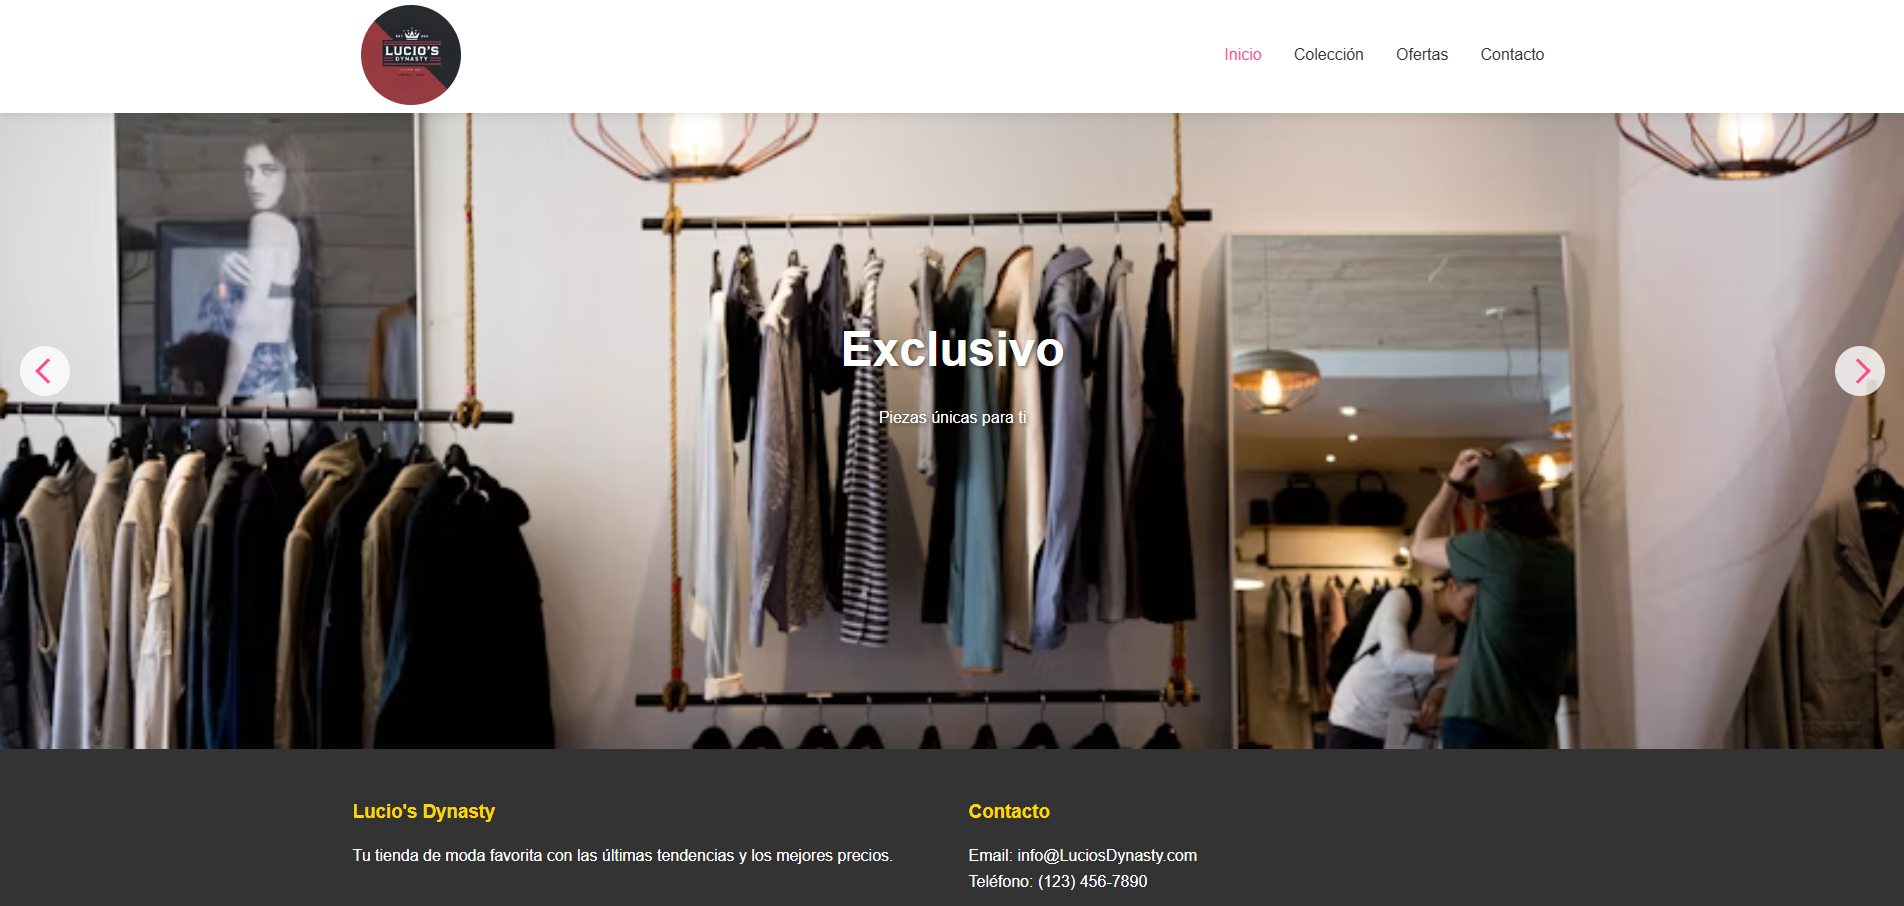 LUCIO'S
DYNASTY
Inicio
Colección
Ofertas
Contacto
Exclusivo
Piezas únicas para ti
Lucio's Dynasty
Tu tienda de moda favorita con las últimas tendencias y los mejores precios.
Contacto
Email: info@LuciosDynasty.com
Teléfono: (123) 456-7890